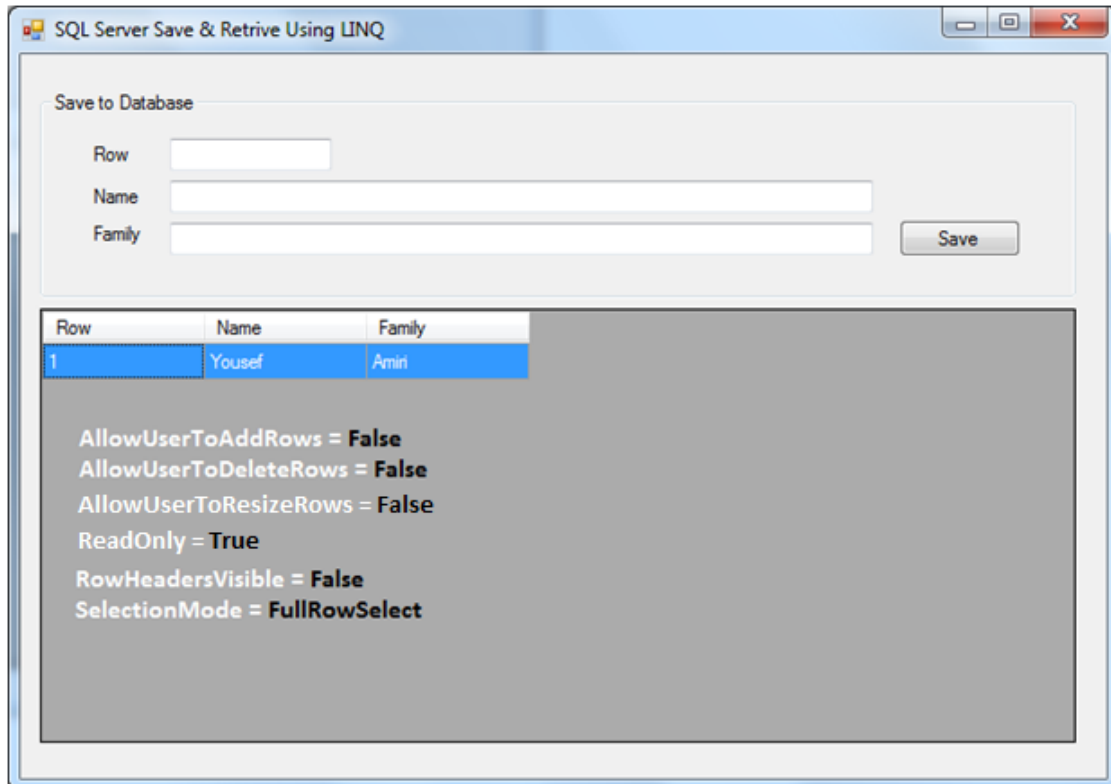 SQL Server Save & Retrive Using LINQ
Save to Database
Row
Name
Family
Save
Row Name Family
1 Yousef Amiri
AllowUserToAddRows = False
AllowUserToDeleteRows = False
AllowUserToResizeRows = False
ReadOnly = True
RowHeadersVisible = False
SelectionMode = FullRowSelect